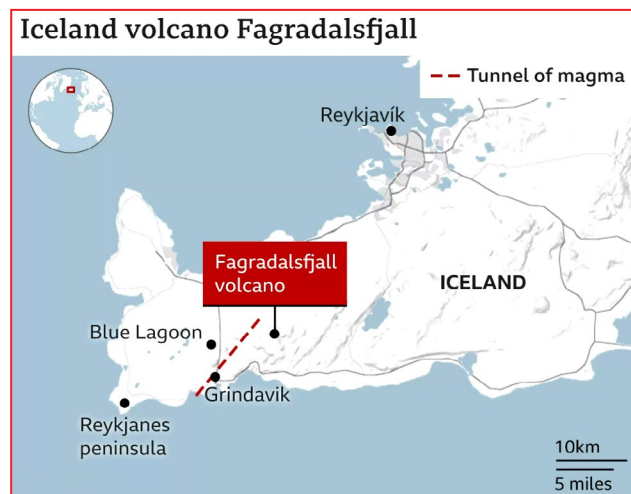 Iceland volcano Fagradalsfjall
Tunnel of magma
Reykjavík
Fagradalsfjall
volcano
ICELAND
Blue Lagoon
Grindavik
Reykjanes
peninsula
10km
5 miles